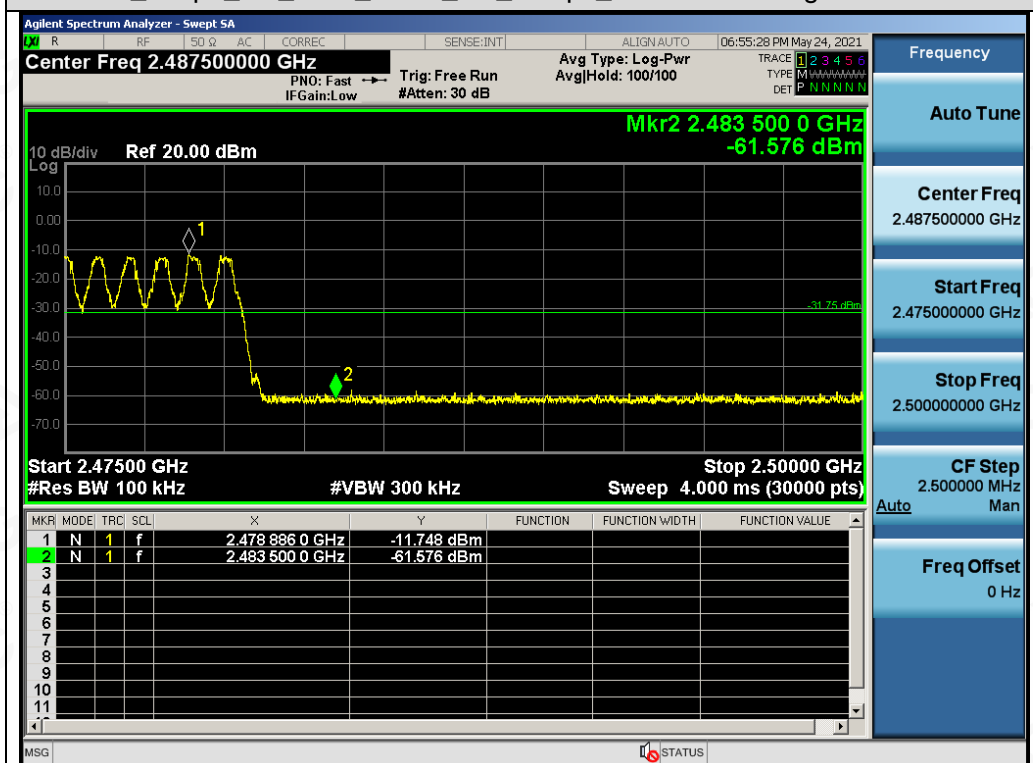 Agilent Spectrum Analyzer - Swept SA
LXI R RF 50 Ω AC CORREC SENSE:INT ALIGN AUTO 06:55:28 PM May 24, 2021
Center Freq 2.487500000 GHz
PNO: Fast
IFGain:Low
Trig: Free Run
#Atten: 30 dB
Avg Type: Log-Pwr
Avg|Hold: 100/100
TRACE 1 2 3 4 5 6
TYPE M
DET P N N N N N
Mkr2 2.483 500 0 GHz
-61.576 dBm
10 dB/div Ref 20.00 dBm
Log
10.0
0.00
-10.0
-20.0
-30.0
-40.0
-50.0
-60.0
-70.0
1
2
-31.75 dBm
Start 2.47500 GHz Stop 2.50000 GHz
#Res BW 100 kHz #VBW 300 kHz Sweep 4.000 ms (30000 pts)
MKR MODE TRC SCL X Y FUNCTION FUNCTION WIDTH FUNCTION VALUE
1 N 1 f 2.478 886 0 GHz -11.748 dBm
2 N 1 f 2.483 500 0 GHz -61.576 dBm
3
4
5
6
7
8
9
10
11
MSG STATUS
Frequency
Auto Tune
Center Freq
2.487500000 GHz
Start Freq
2.475000000 GHz
Stop Freq
2.500000000 GHz
CF Step
2.500000 MHz
Auto Man
Freq Offset
0 Hz